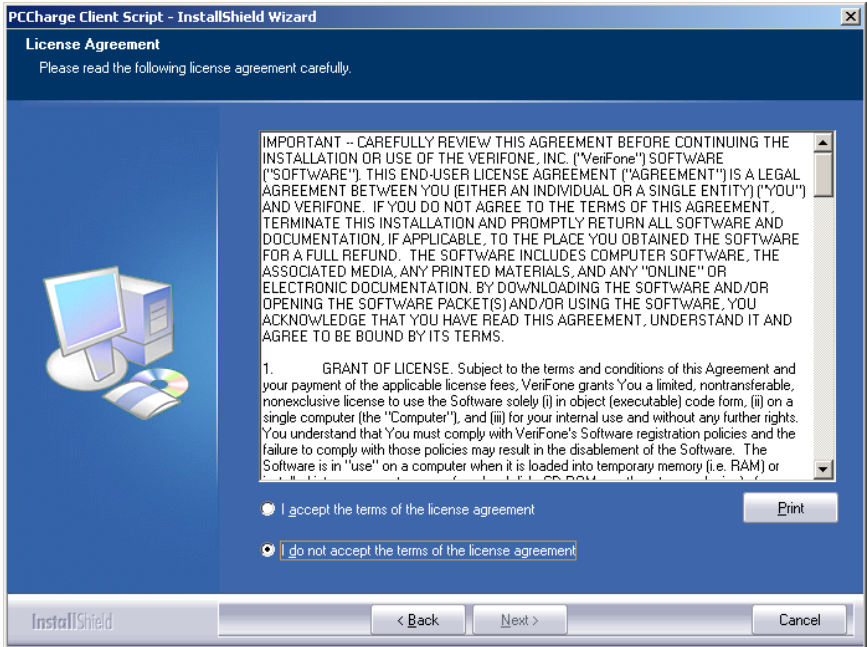 PCCharge Client Script - InstallShield Wizard
License Agreement
Please read the following license agreement carefully.
IMPORTANT -- CAREFULLY REVIEW THIS AGREEMENT BEFORE CONTINUING THE
INSTALLATION OR USE OF THE VERIFONE, INC. ("VeriFone") SOFTWARE
("SOFTWARE"). THIS END-USER LICENSE AGREEMENT ("AGREEMENT") IS A LEGAL
AGREEMENT BETWEEN YOU (EITHER AN INDIVIDUAL OR A SINGLE ENTITY) ("YOU")
AND VERIFONE. IF YOU DO NOT AGREE TO THE TERMS OF THIS AGREEMENT,
TERMINATE THIS INSTALLATION AND PROMPTLY RETURN ALL SOFTWARE AND
DOCUMENTATION, IF APPLICABLE, TO THE PLACE YOU OBTAINED THE SOFTWARE
FOR A FULL REFUND. THE SOFTWARE INCLUDES COMPUTER SOFTWARE, THE
ASSOCIATED MEDIA, ANY PRINTED MATERIALS, AND ANY "ONLINE" OR
ELECTRONIC DOCUMENTATION. BY DOWNLOADING THE SOFTWARE AND/OR
OPENING THE SOFTWARE PACKET(S) AND/OR USING THE SOFTWARE, YOU
ACKNOWLEDGE THAT YOU HAVE READ THIS AGREEMENT, UNDERSTAND IT AND
AGREE TO BE BOUND BY ITS TERMS.
1. GRANT OF LICENSE. Subject to the terms and conditions of this Agreement and
your payment of the applicable license fees, VeriFone grants You a limited, nontransferable,
nonexclusive license to use the Software solely (i) in object (executable) code form, (ii) on a
single computer (the "Computer"), and (iii) for your internal use and without any further rights.
You understand that You must comply with VeriFone's Software registration policies and the
failure to comply with those policies may result in the disablement of the Software. The
Software is in "use" on a computer when it is loaded into temporary memory (i.e. RAM) or
I accept the terms of the license agreement
Print
I do not accept the terms of the license agreement
InstallShield
< Back
Next >
Cancel